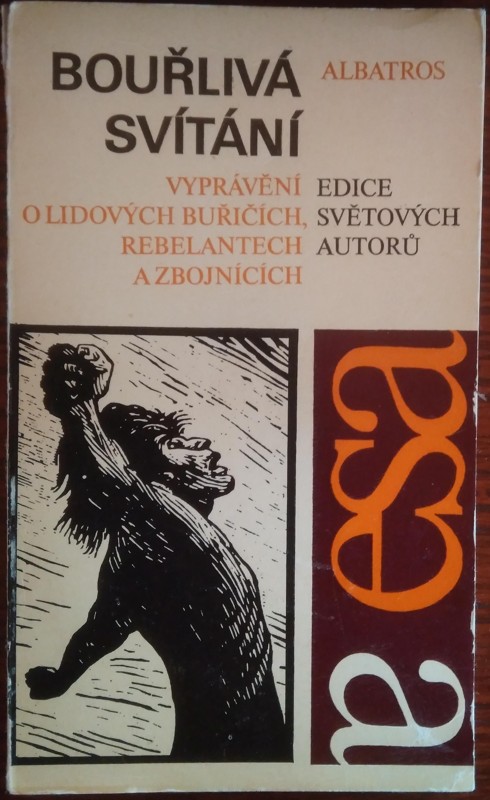 BOUŘLIVÁ
SVÍTÁNÍ
ALBATROS
VYPRÁVĚNÍ
O LIDOVÝCH BUŘIČÍCH,
REBELANTECH
A ZBOJNÍCÍCH
EDICE
SVĚTOVÝCH
AUTORŮ
a esa